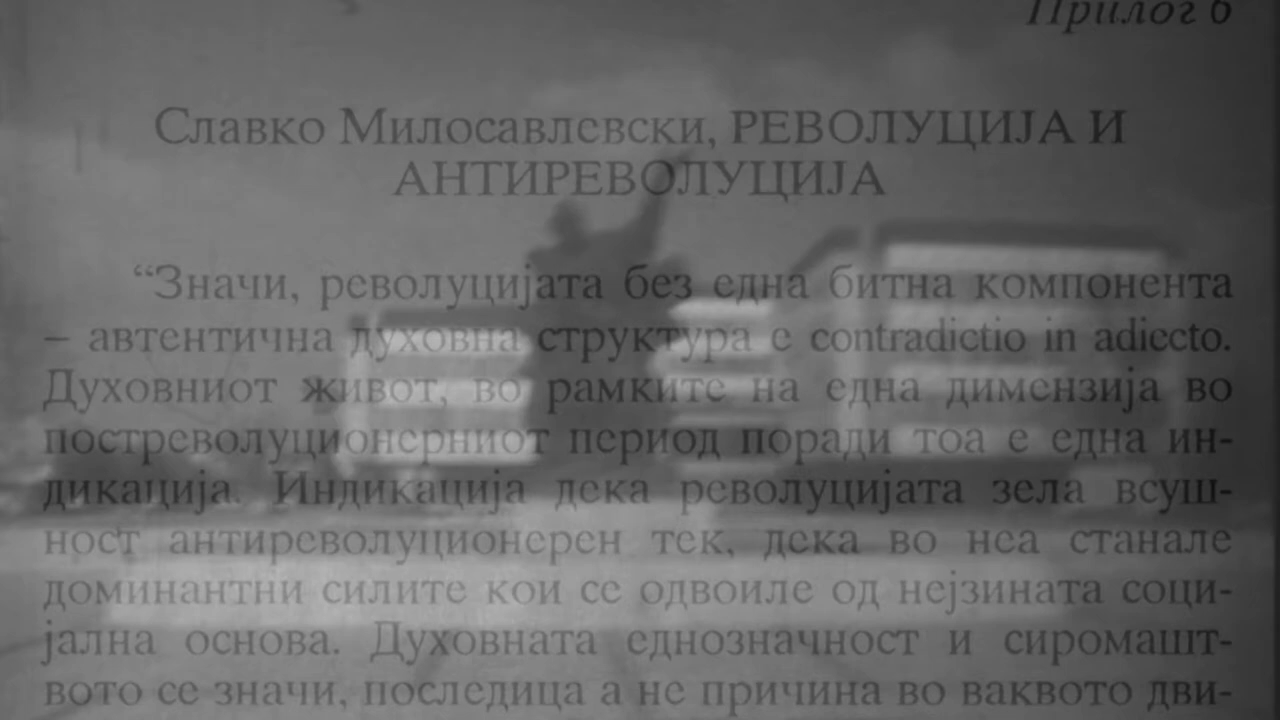 Прилог 6
Славко Милосавлевски, РЕВОЛУЦИЈА И
АНТИРЕВОЛУЦИЈА
“Значи, револуцијата без една битна компонента
– автентична духовна структура е contradictio in adiecto.
Духовниот живот, во рамките на една димензија во
постреволуционерниот период поради тоа е една ин-
дикација. Индикација дека револуцијата зела всуш-
ност антиреволуционерен тек, дека во неа станале
доминантни силите кои се одвоиле од нејзината соци-
јална основа. Духовната еднозначност и сиромашт-
вото се значи, последица а не причина во ваквото дви-